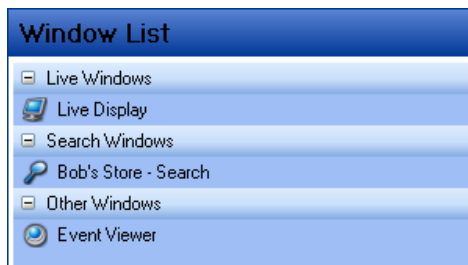 Window List
Live Windows
Live Display
Search Windows
Bob's Store - Search
Other Windows
Event Viewer